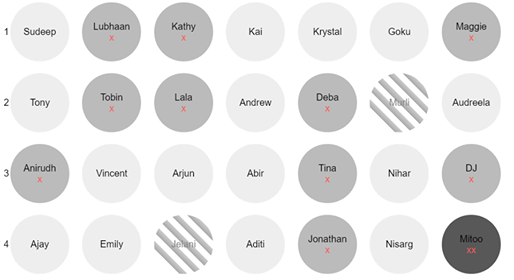 1 Sudeep Lubhaan Kathy Kai Krystal Goku Maggie
x x x
2 Tony Tobin Lala Andrew Deba Murli Audreela
x x x
3 Anirudh Vincent Arjun Abir Tina Nihar DJ
x x x
4 Ajay Emily Jelani Aditi Jonathan Nisarg Mitoo
x xx